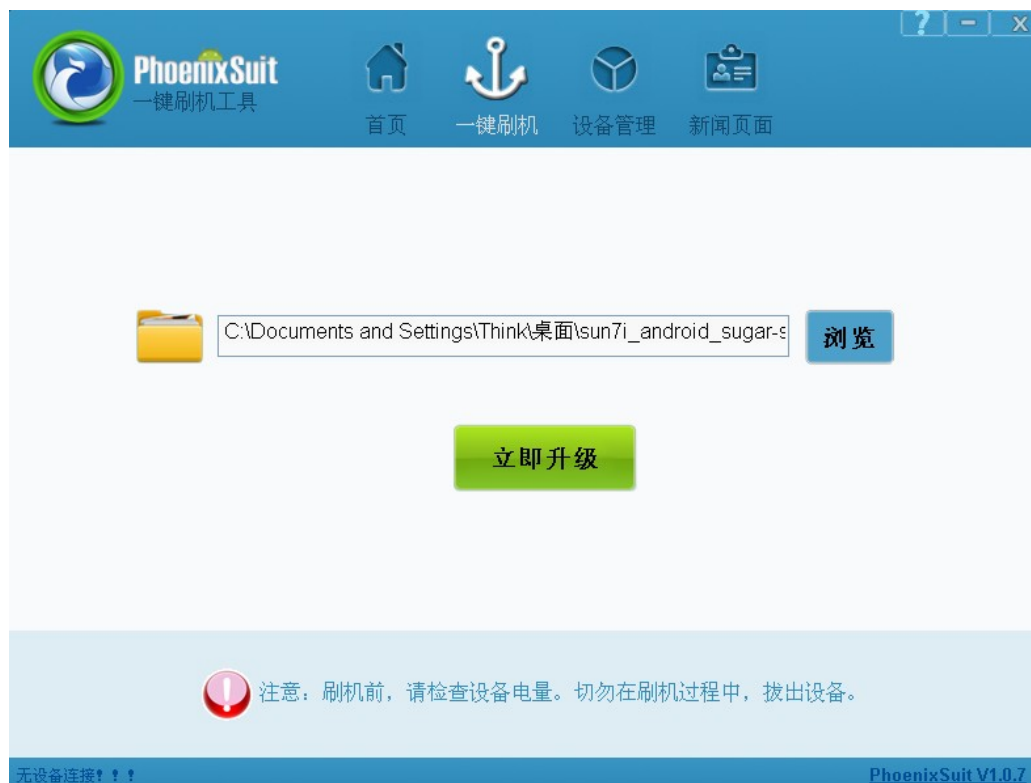 ? - x
PhoenixSuit
一键刷机工具
首页 一键刷机 设备管理 新闻页面
C:\Documents and Settings\Think\桌面\sun7i_android_sugar-s
浏览
立即升级
注意：刷机前，请检查设备电量。切勿在刷机过程中，拔出设备。
无设备连接！！！ PhoenixSuit V1.0.7